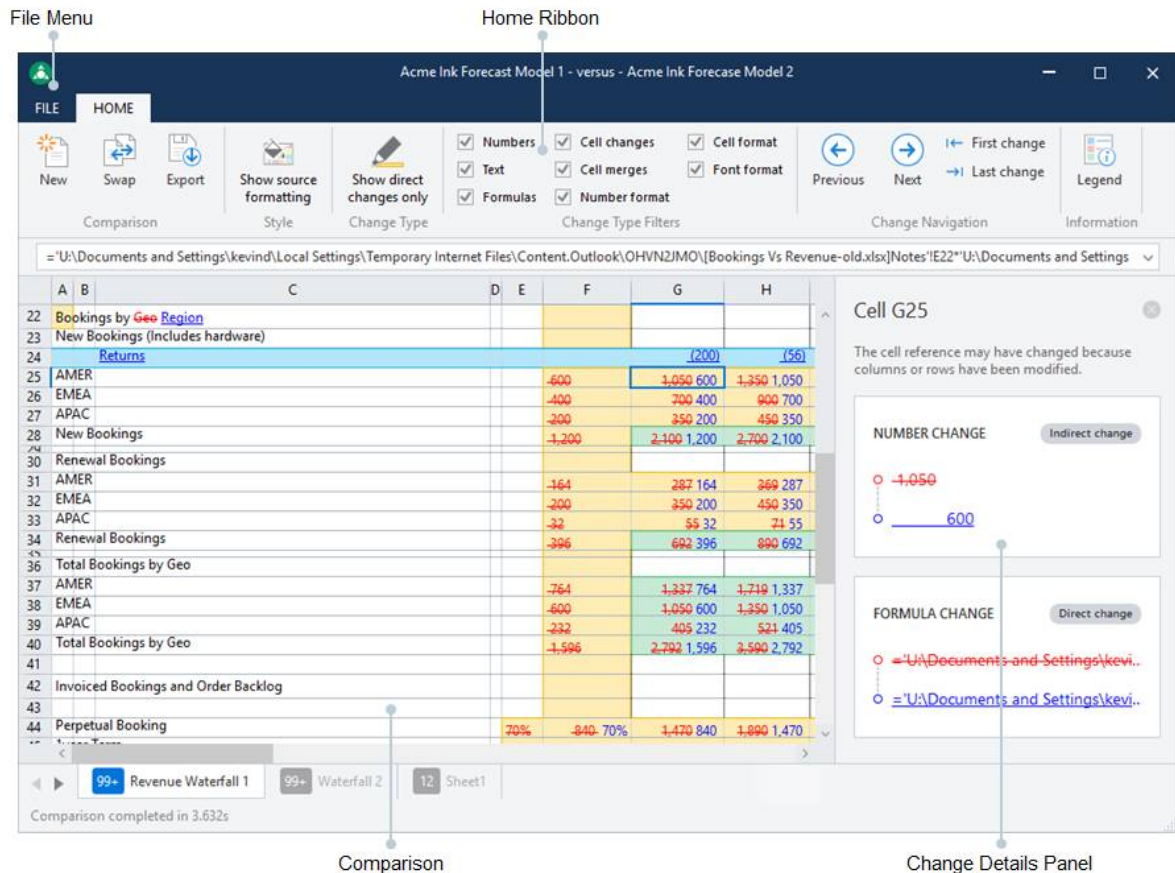 File Menu
Home Ribbon
Acme Ink Forecast Model 1 - versus - Acme Ink Forecase Model 2
FILE HOME
Numbers Cell changes Cell format
Text Cell merges Font format
Formulas Number format
New Swap Export
Show source formatting
Show direct changes only
Previous Next
First change
Last change
Legend
Comparison Style Change Type Change Type Filters Change Navigation Information
='U:\Documents and Settings\kevind\Local Settings\Temporary Internet Files\Content.Outlook\OHVN2JMO\[Bookings Vs Revenue-old.xlsx]Notes'!E22*'U:\Documents and Settings
A B C D E F G H
22 Bookings by Geo Region
23 New Bookings (Includes hardware)
24 Returns (200) (56)
25 AMER 600 1,050 600 1,350 1,050
26 EMEA 400 700 400 900 700
27 APAC 200 350 200 450 350
28 New Bookings 1,200 2,100 1,200 2,700 2,100
30 Renewal Bookings
31 AMER 164 287 164 369 287
32 EMEA 200 350 200 450 350
33 APAC 32 55 32 71 55
34 Renewal Bookings 396 692 396 890 692
36 Total Bookings by Geo
37 AMER 764 1,337 764 1,719 1,337
38 EMEA 600 1,050 600 1,350 1,050
39 APAC 232 405 232 521 405
40 Total Bookings by Geo 1,596 2,792 1,596 3,590 2,792
41
42 Invoiced Bookings and Order Backlog
43
44 Perpetual Booking 70% 840 70% 1,470 840 1,890 1,470
Cell G25
The cell reference may have changed because
columns or rows have been modified.
NUMBER CHANGE Indirect change
1,050
600
FORMULA CHANGE Direct change
='U:\Documents and Settings\kevi..
='U:\Documents and Settings\kevi..
99+ Revenue Waterfall 1 99+ Waterfall 2 12 Sheet1
Comparison completed in 3.632s
Comparison
Change Details Panel